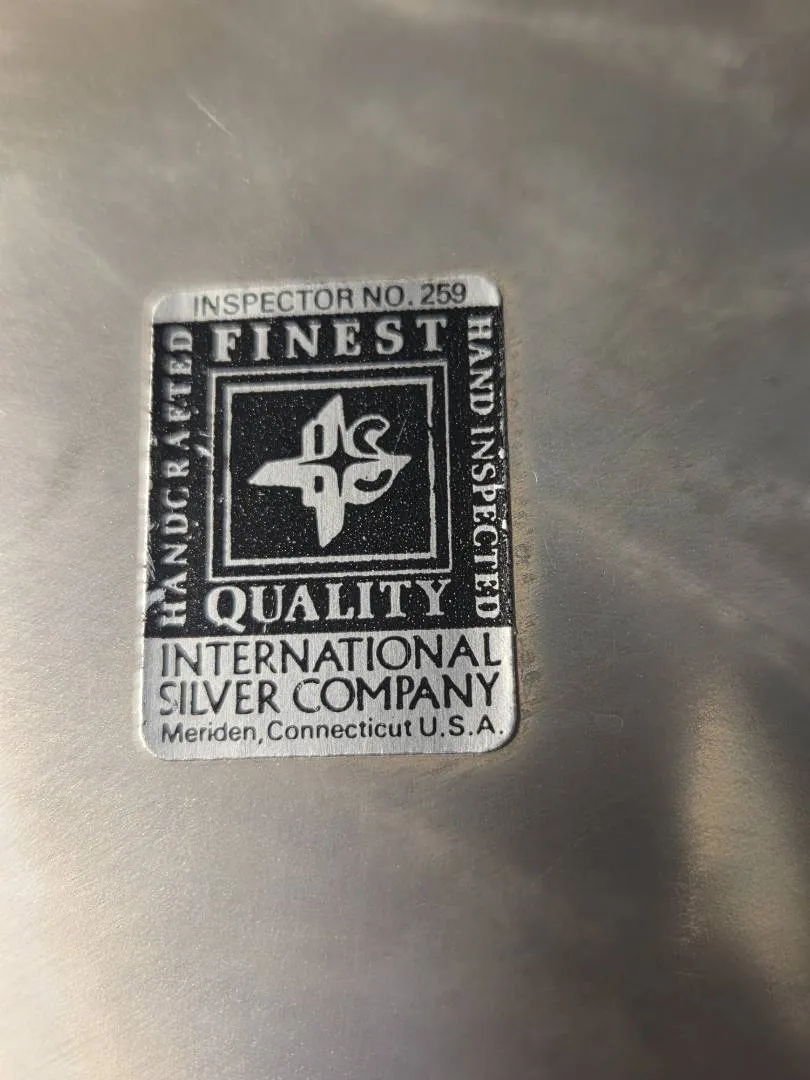 INSPECTOR NO. 259
FINEST
HANDCRAFTED
HAND INSPECTED
QUALITY
INTERNATIONAL
SILVER COMPANY
Meriden, Connecticut U.S.A.